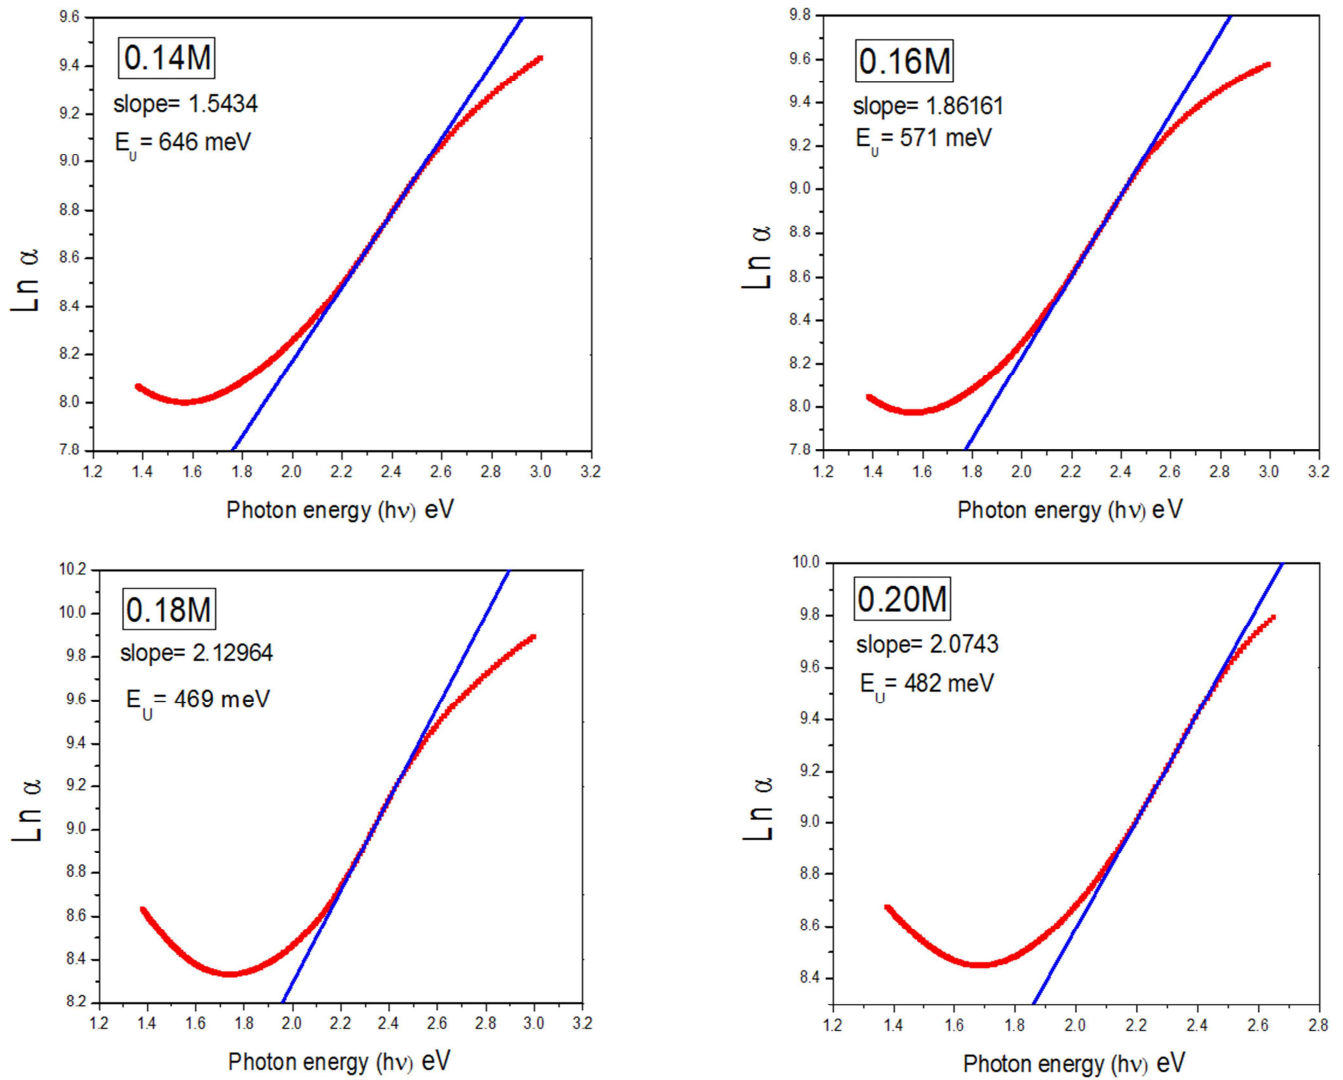 0.14M
slope= 1.5434
E_U = 646 meV
9.6
9.4
9.2
9.0
8.8
8.6
8.4
8.2
8.0
7.8
Ln α
1.2 1.4 1.6 1.8 2.0 2.2 2.4 2.6 2.8 3.0 3.2
Photon energy (hν) eV
0.16M
slope= 1.86161
E_U = 571 meV
9.8
9.6
9.4
9.2
9.0
8.8
8.6
8.4
8.2
8.0
7.8
Ln α
1.2 1.4 1.6 1.8 2.0 2.2 2.4 2.6 2.8 3.0 3.2
Photon energy (hν) eV
0.18M
slope= 2.12964
E_U = 469 meV
10.2
10.0
9.8
9.6
9.4
9.2
9.0
8.8
8.6
8.4
8.2
Ln α
1.2 1.4 1.6 1.8 2.0 2.2 2.4 2.6 2.8 3.0 3.2
Photon energy (hν) eV
0.20M
slope= 2.0743
E_U = 482 meV
10.0
9.8
9.6
9.4
9.2
9.0
8.8
8.6
8.4
Ln α
1.2 1.4 1.6 1.8 2.0 2.2 2.4 2.6 2.8
Photon energy (hν) eV